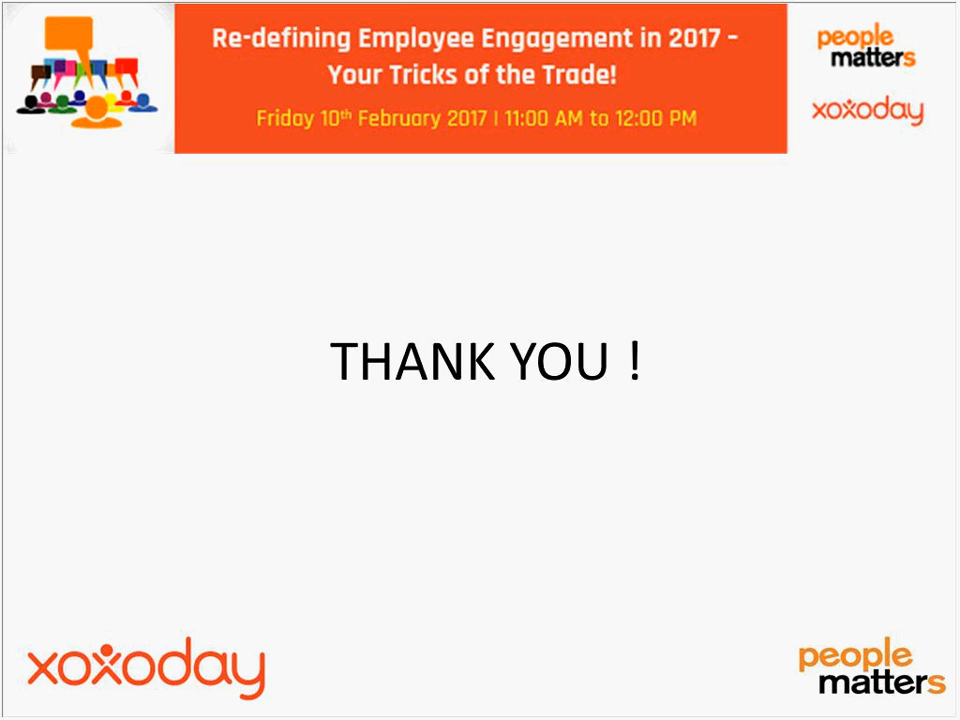 Re-defining Employee Engagement in 2017 -
Your Tricks of the Trade!
Friday 10th February 2017 | 11:00 AM to 12:00 PM
people
matters
xoxoday
THANK YOU !
xoxoday
people
matters